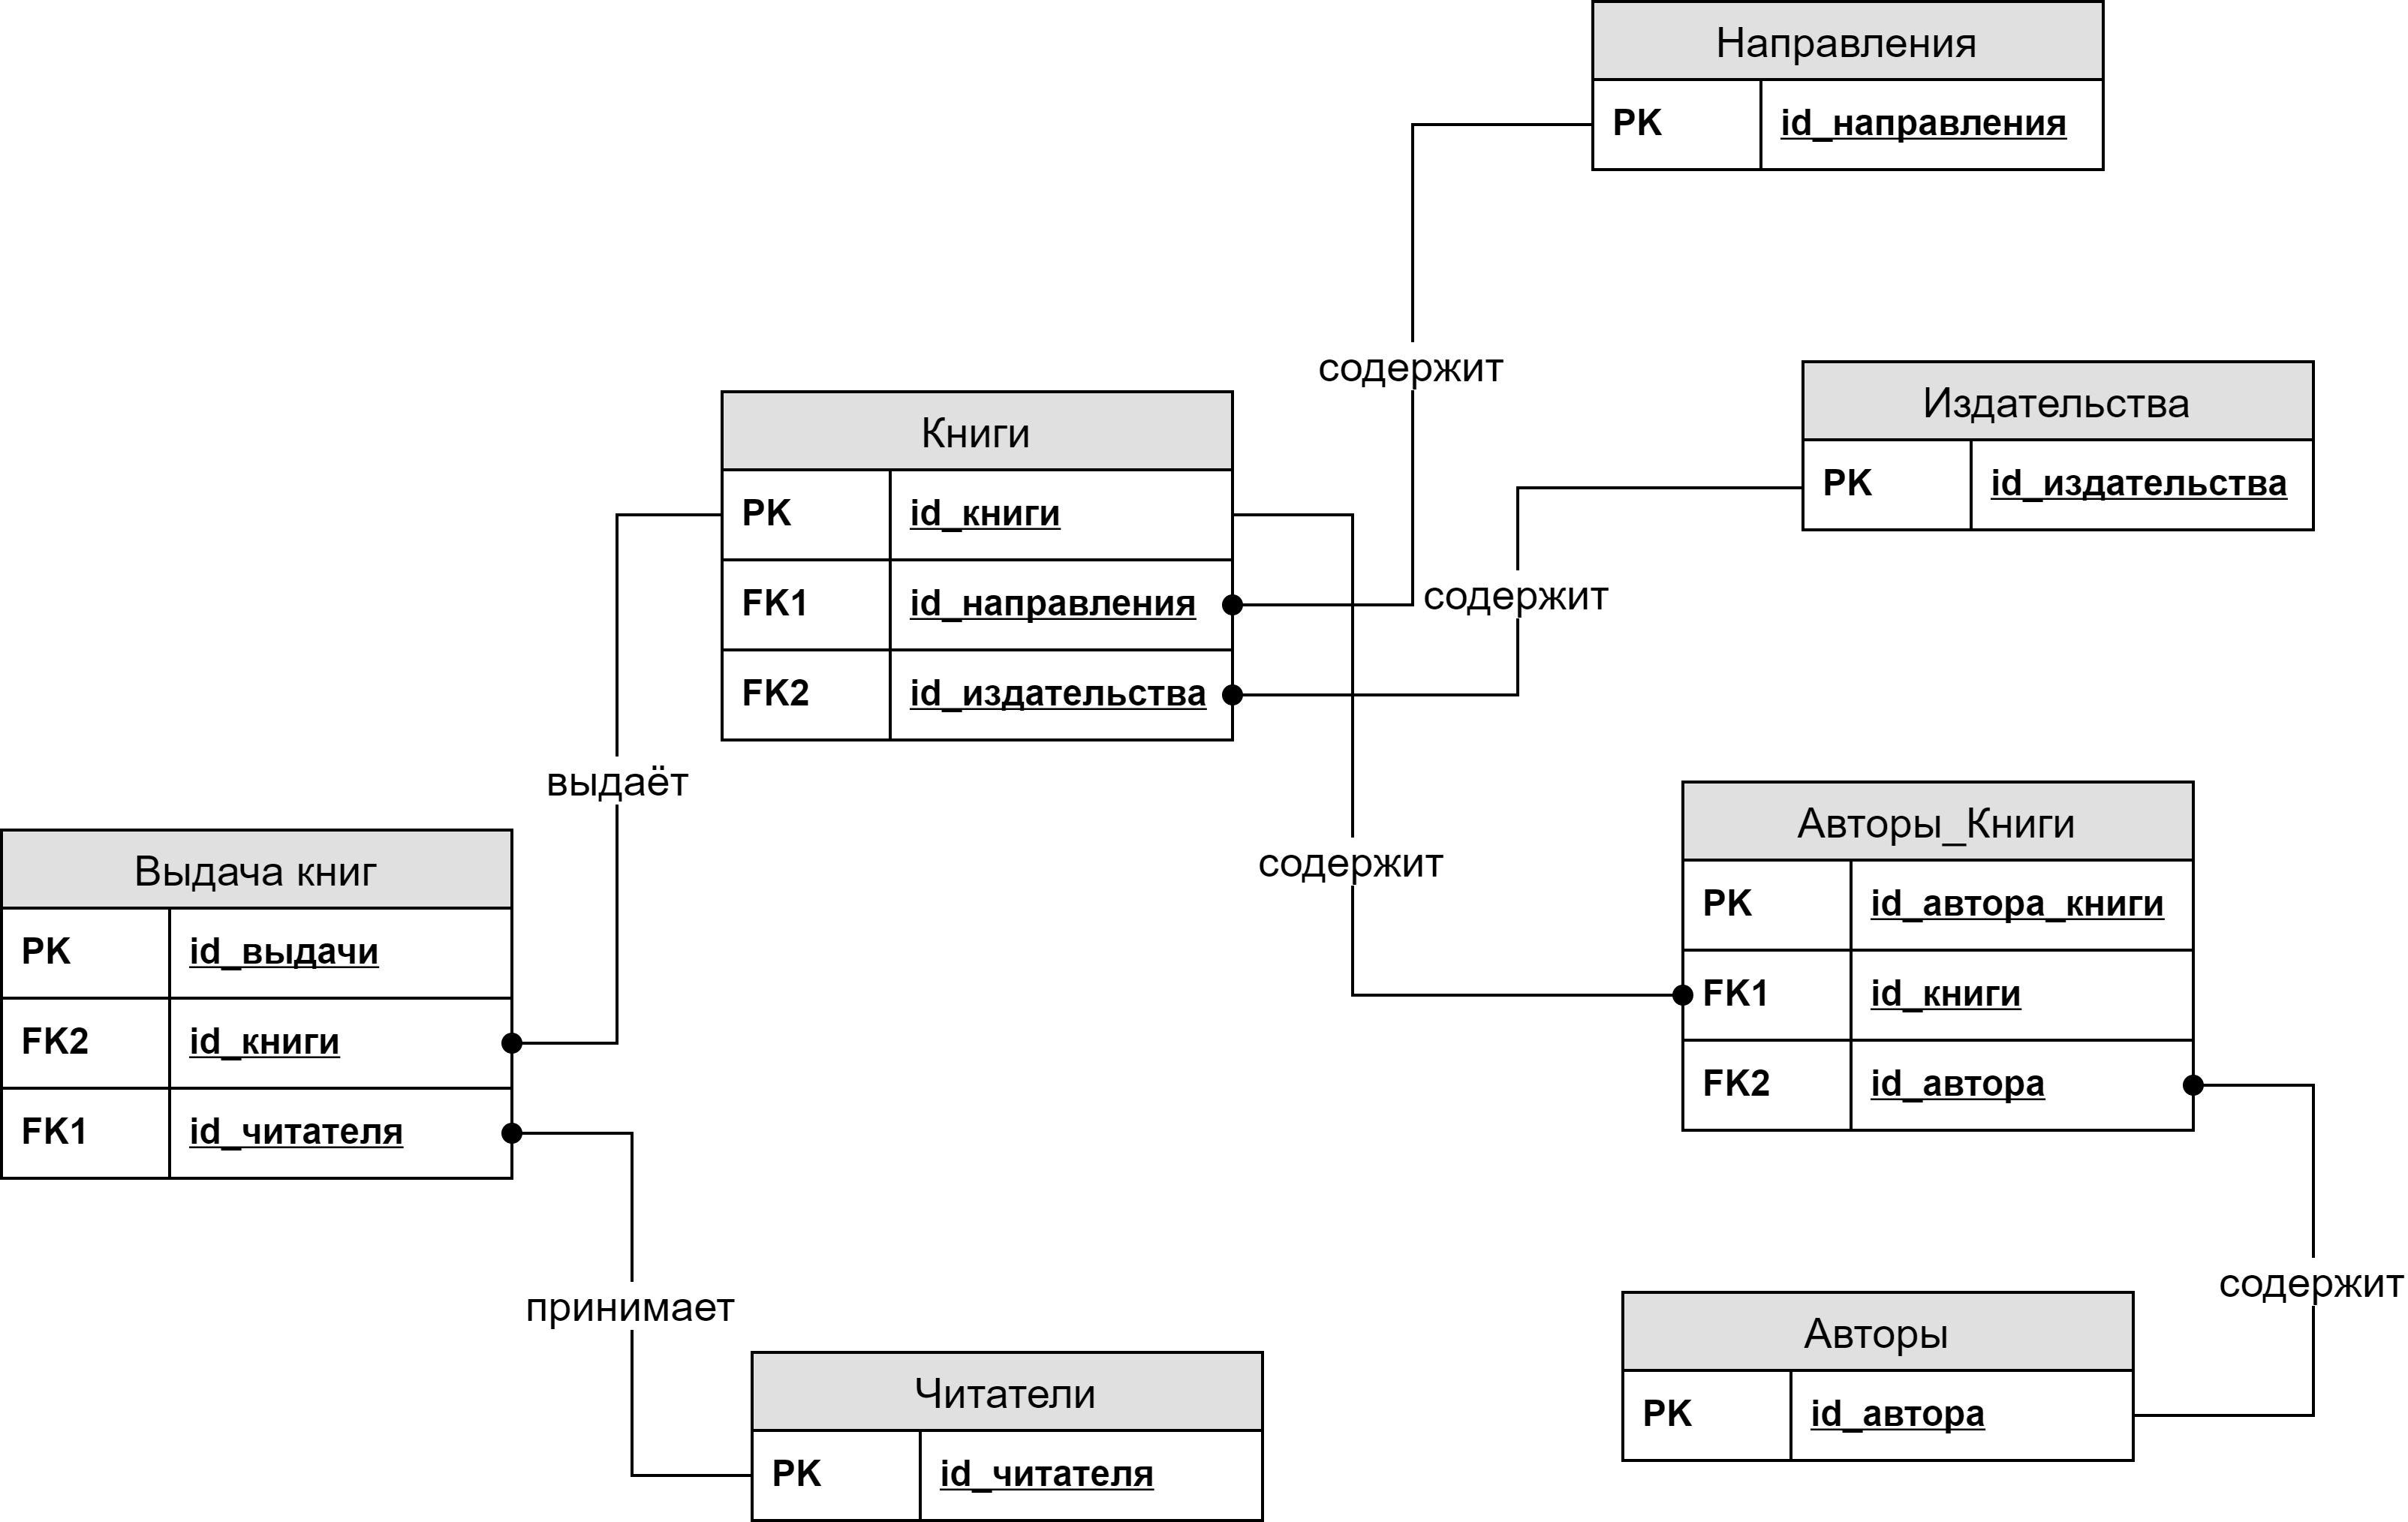 Направления
PK id_направления
содержит
Издательства
PK id_издательства
Книги
PK id_книги
FK1 id_направления
FK2 id_издательства
содержит
выдаёт
содержит
Авторы_Книги
PK id_автора_книги
FK1 id_книги
FK2 id_автора
Выдача книг
PK id_выдачи
FK2 id_книги
FK1 id_читателя
принимает
содержит
Авторы
PK id_автора
Читатели
PK id_читателя